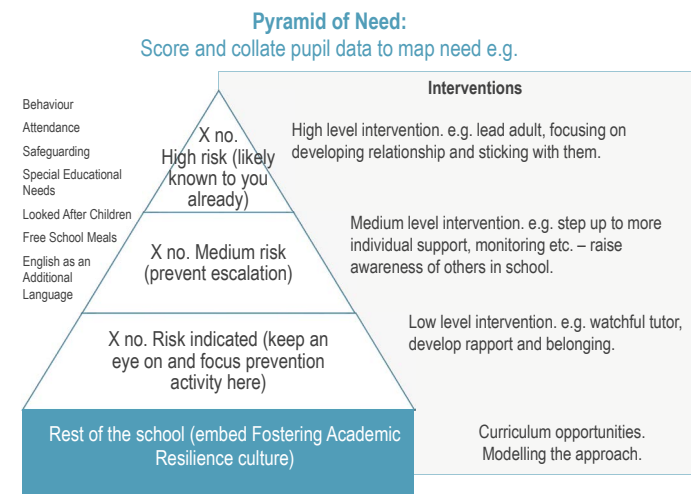 Pyramid of Need:
Score and collate pupil data to map need e.g.
Behaviour
Attendance
Safeguarding
Special Educational
Needs
Looked After Children
Free School Meals
English as an
Additional
Language
Interventions
X no.
High risk (likely
known to you
already)
High level intervention. e.g. lead adult, focusing on
developing relationship and sticking with them.
X no. Medium risk
(prevent escalation)
Medium level intervention. e.g. step up to more
individual support, monitoring etc. – raise
awareness of others in school.
X no. Risk indicated (keep an
eye on and focus prevention
activity here)
Low level intervention. e.g. watchful tutor,
develop rapport and belonging.
Rest of the school (embed Fostering Academic
Resilience culture)
Curriculum opportunities.
Modelling the approach.